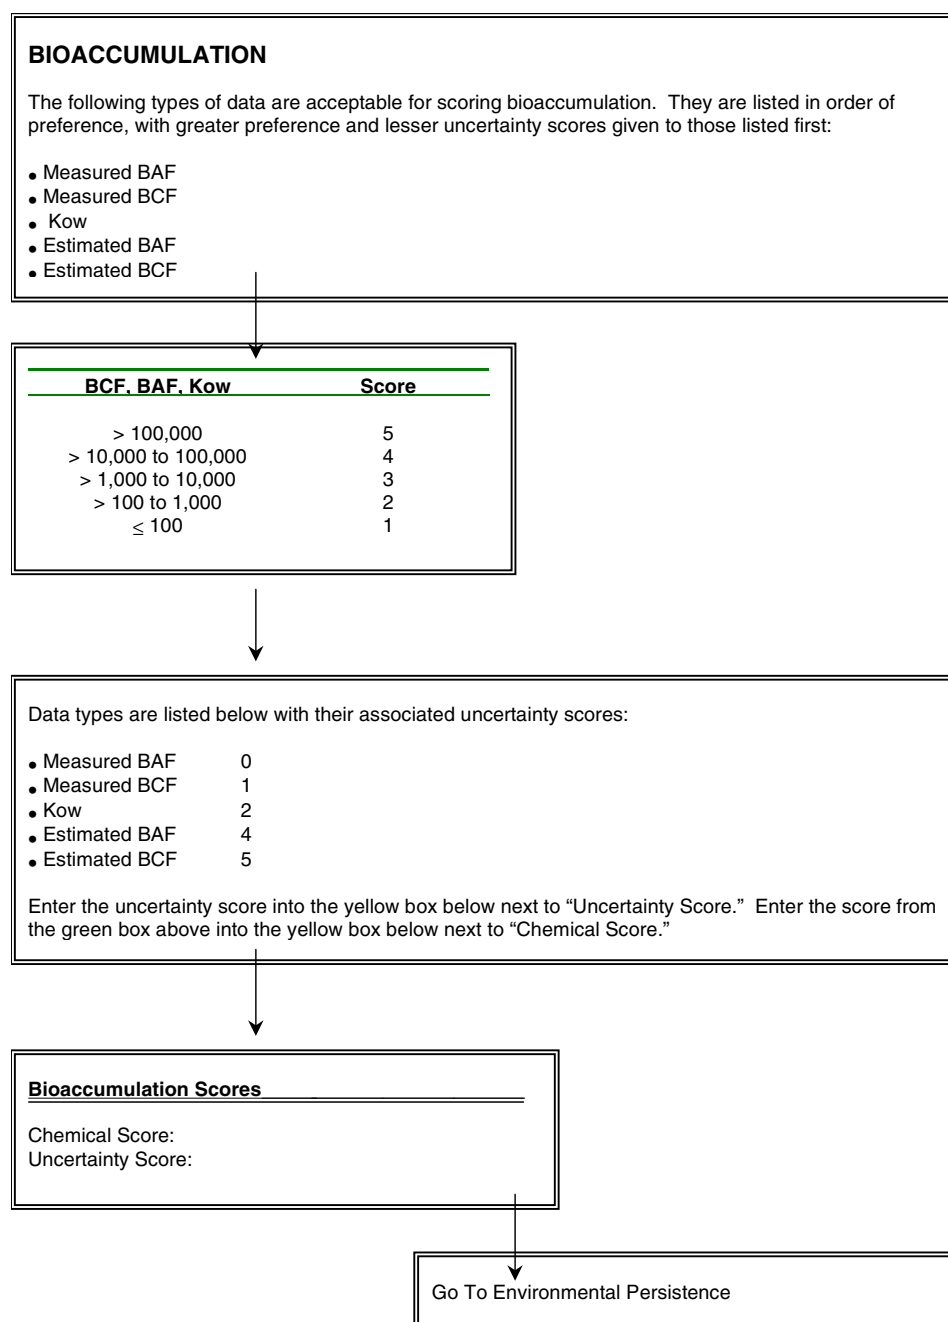 BIOACCUMULATION
The following types of data are acceptable for scoring bioaccumulation. They are listed in order of
preference, with greater preference and lesser uncertainty scores given to those listed first:
• Measured BAF
• Measured BCF
• Kow
• Estimated BAF
• Estimated BCF
BCF, BAF, Kow Score
> 100,000 5
> 10,000 to 100,000 4
> 1,000 to 10,000 3
> 100 to 1,000 2
≤ 100 1
Data types are listed below with their associated uncertainty scores:
• Measured BAF 0
• Measured BCF 1
• Kow 2
• Estimated BAF 4
• Estimated BCF 5
Enter the uncertainty score into the yellow box below next to “Uncertainty Score.” Enter the score from
the green box above into the yellow box below next to “Chemical Score.”
Bioaccumulation Scores
Chemical Score:
Uncertainty Score:
Go To Environmental Persistence